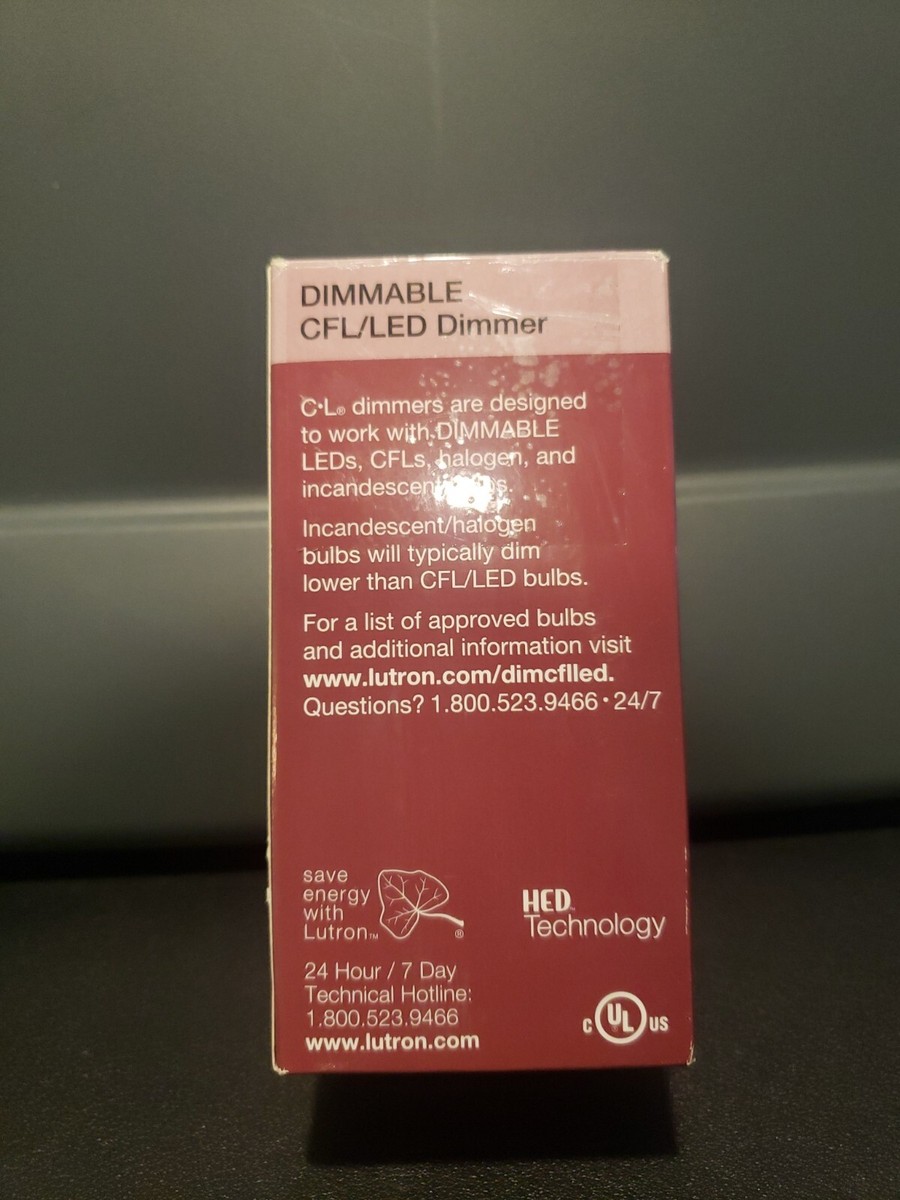 DIMMABLE
CFL/LED Dimmer
C•L® dimmers are designed
to work with DIMMABLE
LEDs, CFLs, halogen, and
Incandescent/halogen
bulbs will typically dim
lower than CFL/LED bulbs.
For a list of approved bulbs
and additional information visit
www.lutron.com/dimcflled.
Questions? 1.800.523.9466 • 24/7
save
energy
with
Lutron™
®
HED™
Technology
24 Hour / 7 Day
Technical Hotline:
1.800.523.9466
www.lutron.com
C UL US